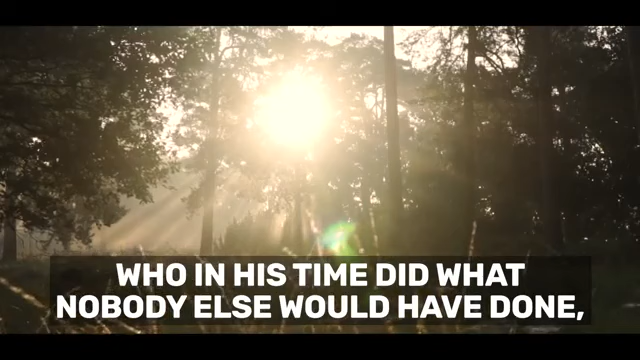 WHO IN HIS TIME DID WHAT
NOBODY ELSE WOULD HAVE DONE,